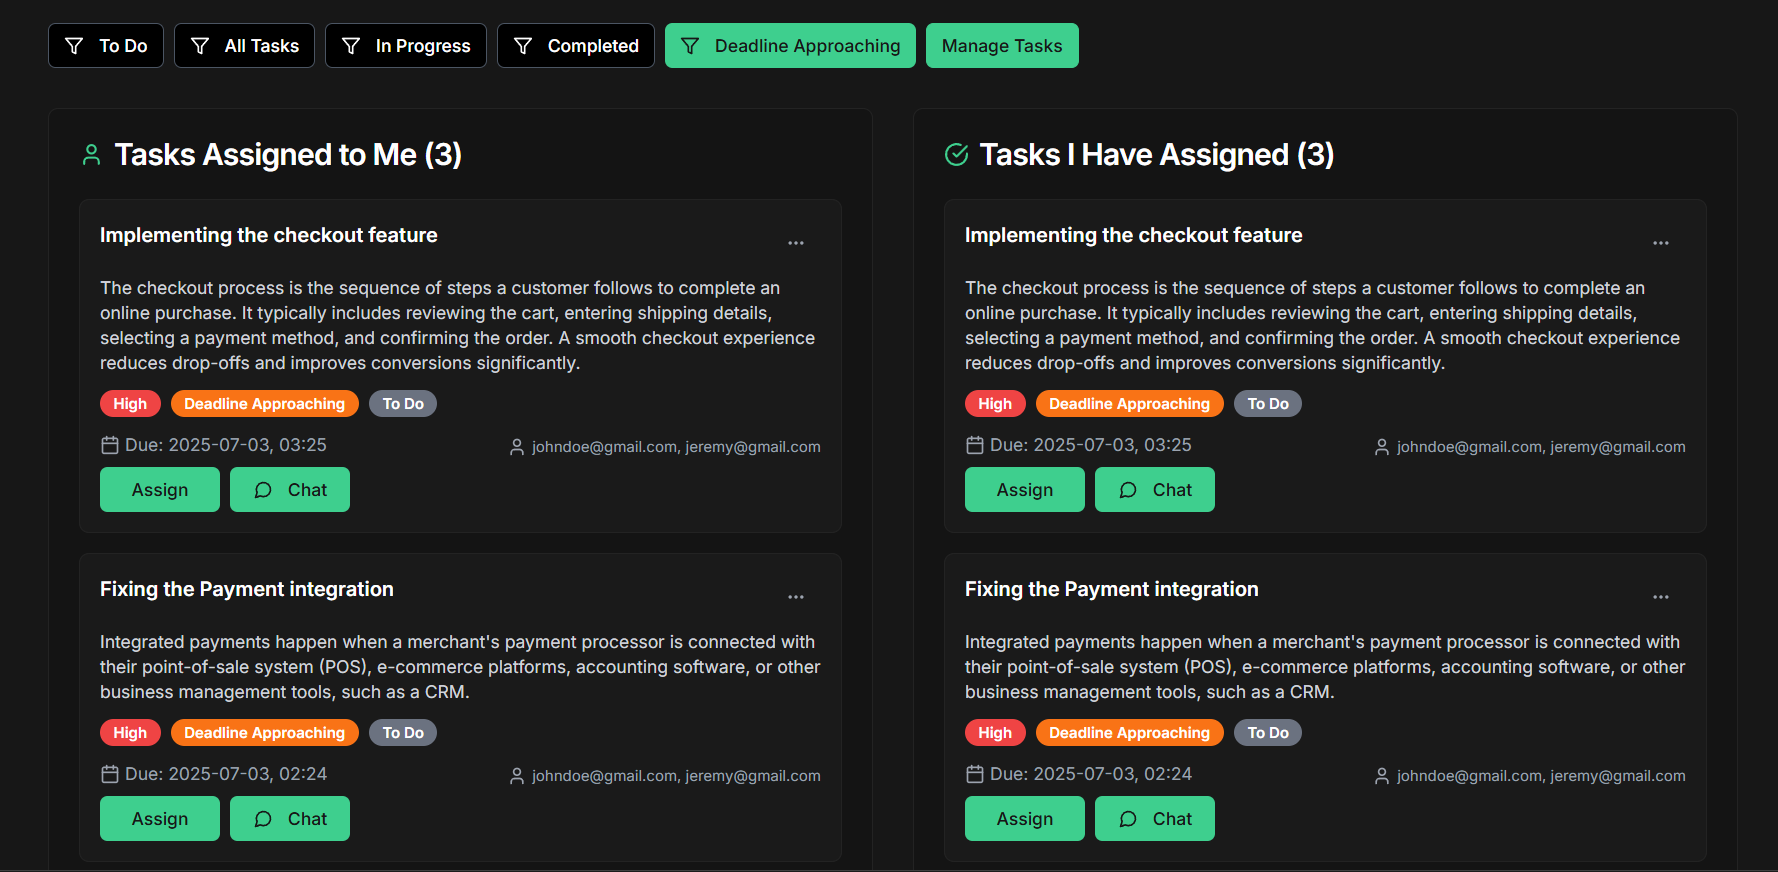 To Do
All Tasks
In Progress
Completed
Deadline Approaching
Manage Tasks
Tasks Assigned to Me (3)
Implementing the checkout feature
The checkout process is the sequence of steps a customer follows to complete an
online purchase. It typically includes reviewing the cart, entering shipping details,
selecting a payment method, and confirming the order. A smooth checkout experience
reduces drop-offs and improves conversions significantly.
High
Deadline Approaching
To Do
Due: 2025-07-03, 03:25
johndoe@gmail.com, jeremy@gmail.com
Assign
Chat
Fixing the Payment integration
Integrated payments happen when a merchant's payment processor is connected with
their point-of-sale system (POS), e-commerce platforms, accounting software, or other
business management tools, such as a CRM.
High
Deadline Approaching
To Do
Due: 2025-07-03, 02:24
johndoe@gmail.com, jeremy@gmail.com
Assign
Chat
Tasks I Have Assigned (3)
Implementing the checkout feature
The checkout process is the sequence of steps a customer follows to complete an
online purchase. It typically includes reviewing the cart, entering shipping details,
selecting a payment method, and confirming the order. A smooth checkout experience
reduces drop-offs and improves conversions significantly.
High
Deadline Approaching
To Do
Due: 2025-07-03, 03:25
johndoe@gmail.com, jeremy@gmail.com
Assign
Chat
Fixing the Payment integration
Integrated payments happen when a merchant's payment processor is connected with
their point-of-sale system (POS), e-commerce platforms, accounting software, or other
business management tools, such as a CRM.
High
Deadline Approaching
To Do
Due: 2025-07-03, 02:24
johndoe@gmail.com, jeremy@gmail.com
Assign
Chat